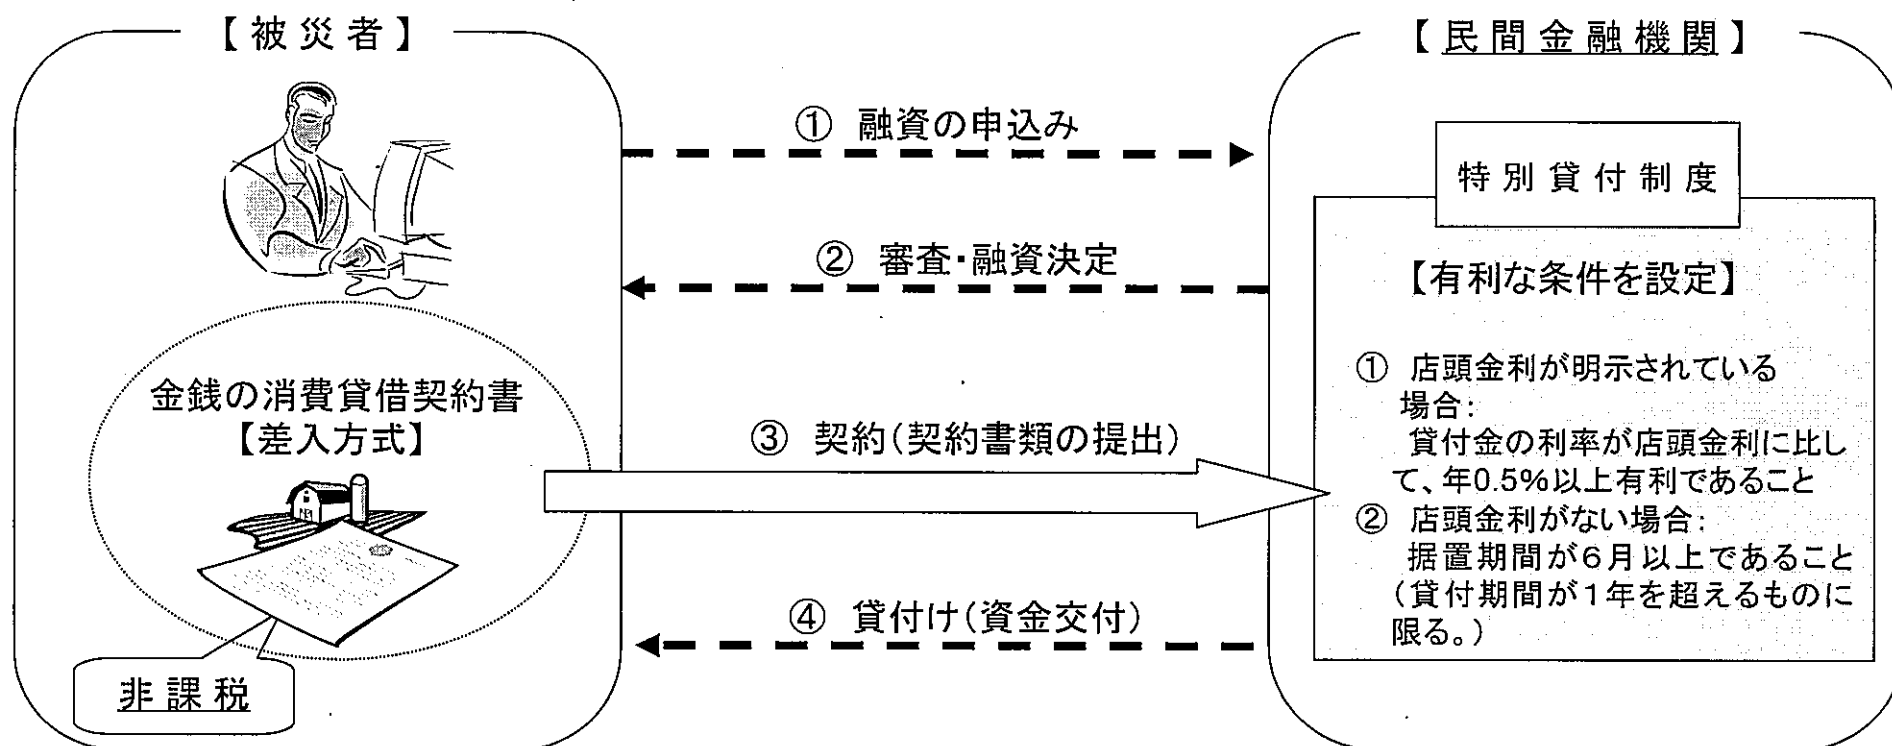 【被災者】
金銭の消費貸借契約書
【差入方式】
非課税
① 融資の申込み
② 審査・融資決定
③ 契約(契約書類の提出)
④ 貸付け(資金交付)
【民間金融機関】
特別貸付制度
【有利な条件を設定】
① 店頭金利が明示されている
場合:
貸付金の利率が店頭金利に比し
て、年0.5%以上有利であること
② 店頭金利がない場合:
据置期間が6月以上であること
(貸付期間が1年を超えるものに
限る。)